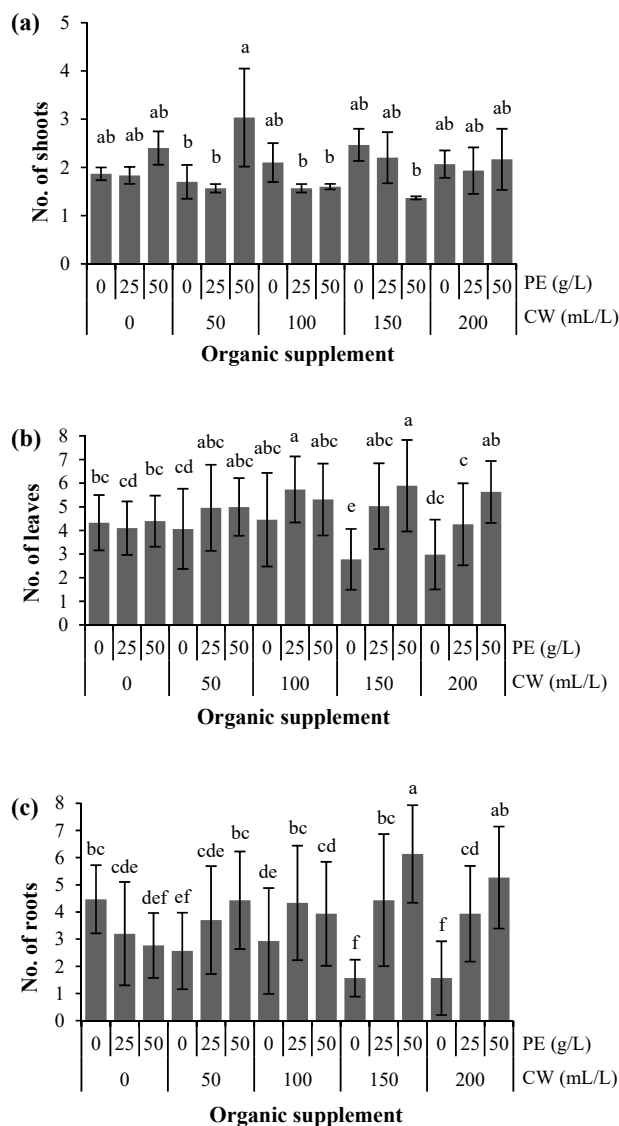 (a)
No. of shoots
5
4
3
2
1
0
ab ab ab b b a ab b b ab ab b ab ab ab
0 25 50 0 25 50 0 25 50 0 25 50 0 25 50 PE (g/L)
0 50 100 150 200 CW (mL/L)
Organic supplement
(b)
No. of leaves
8
7
6
5
4
3
2
1
0
bc cd bc cd abc abc abc a abc e abc a dc c ab
0 25 50 0 25 50 0 25 50 0 25 50 0 25 50 PE (g/L)
0 50 100 150 200 CW (mL/L)
Organic supplement
(c)
No. of roots
8
7
6
5
4
3
2
1
0
bc cde def ef cde bc de bc cd f bc a f cd ab
0 25 50 0 25 50 0 25 50 0 25 50 0 25 50 PE (g/L)
0 50 100 150 200 CW (mL/L)
Organic supplement